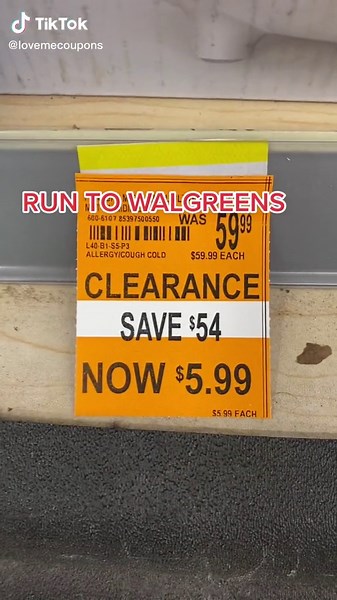 TikTok
@lovemecoupons
RUN TO WALGREENS
600-6107 85397500550
WAS 59.99
L40-B1-S5-P3
ALLERGY/COUGH COLD
$59.99 EACH
CLEARANCE
SAVE $54
NOW $5.99
$5.99 EACH